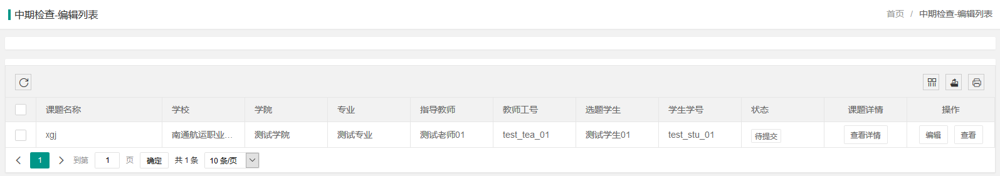 中期检查-编辑列表
首页 / 中期检查-编辑列表
课题名称 学校 学院 专业 指导教师 教师工号 选题学生 学生学号 状态 课题详情 操作
xgj 南通航运职业... 测试学院 测试专业 测试老师01 test_tea_01 测试学生01 test_stu_01 待提交 查看详情 编辑 查看
1 到第 1 页 确定 共 1 条 10 条/页